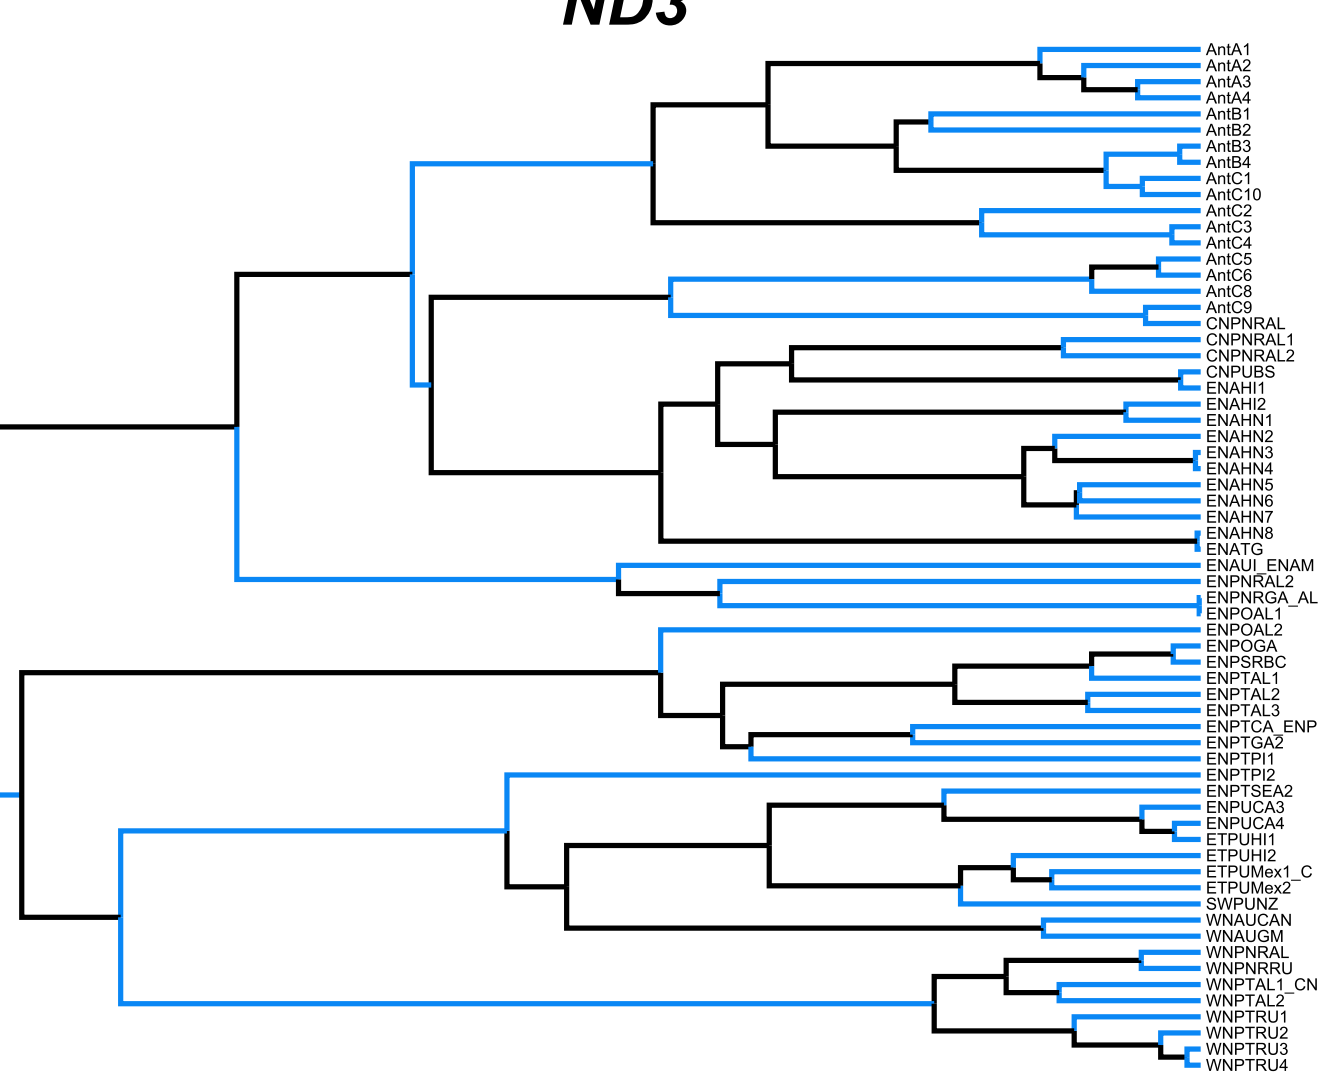 ND3
AntA1
AntA2
AntA3
AntA4
AntB1
AntB2
AntB3
AntB4
AntC1
AntC10
AntC2
AntC3
AntC4
AntC5
AntC6
AntC8
AntC9
CNPNRAL
CNPNRAL1
CNPNRAL2
CNPUBS
ENAHI1
ENAHI2
ENAHN1
ENAHN2
ENAHN3
ENAHN4
ENAHN5
ENAHN6
ENAHN7
ENAHN8
ENATG
ENAUI_ENAM
ENPNRAL2
ENPNRGA_AL
ENPOAL1
ENPOAL2
ENPOGA
ENPSRBC
ENPTAL1
ENPTAL2
ENPTAL3
ENPTCA_ENP
ENPTGA2
ENPTPI1
ENPTPI2
ENPTSEA2
ENPUCA3
ENPUCA4
ETPUHI1
ETPUHI2
ETPUMex1_C
ETPUMex2
SWPUNZ
WNAUCAN
WNAUGM
WNPNRAL
WNPNRRU
WNPTAL1_CN
WNPTAL2
WNPTRU1
WNPTRU2
WNPTRU3
WNPTRU4